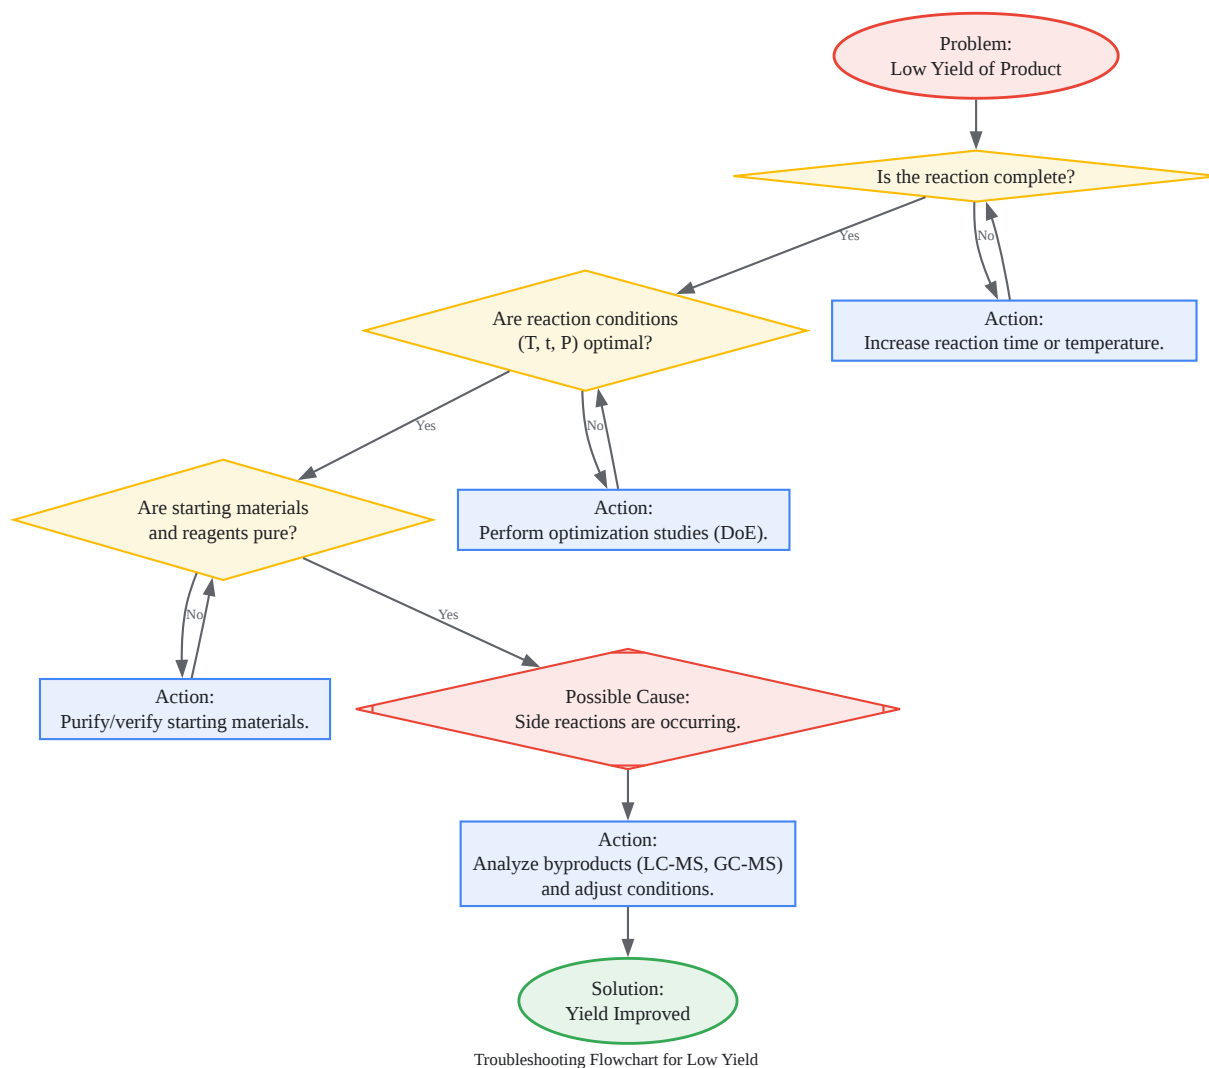 Problem:
Low Yield of Product
Is the reaction complete?
Yes
No
Are reaction conditions
(T, t, P) optimal?
Action:
Increase reaction time or temperature.
Yes
No
Are starting materials
and reagents pure?
Action:
Perform optimization studies (DoE).
No
Yes
Action:
Purify/verify starting materials.
Possible Cause:
Side reactions are occurring.
Action:
Analyze byproducts (LC-MS, GC-MS)
and adjust conditions.
Solution:
Yield Improved
Troubleshooting Flowchart for Low Yield